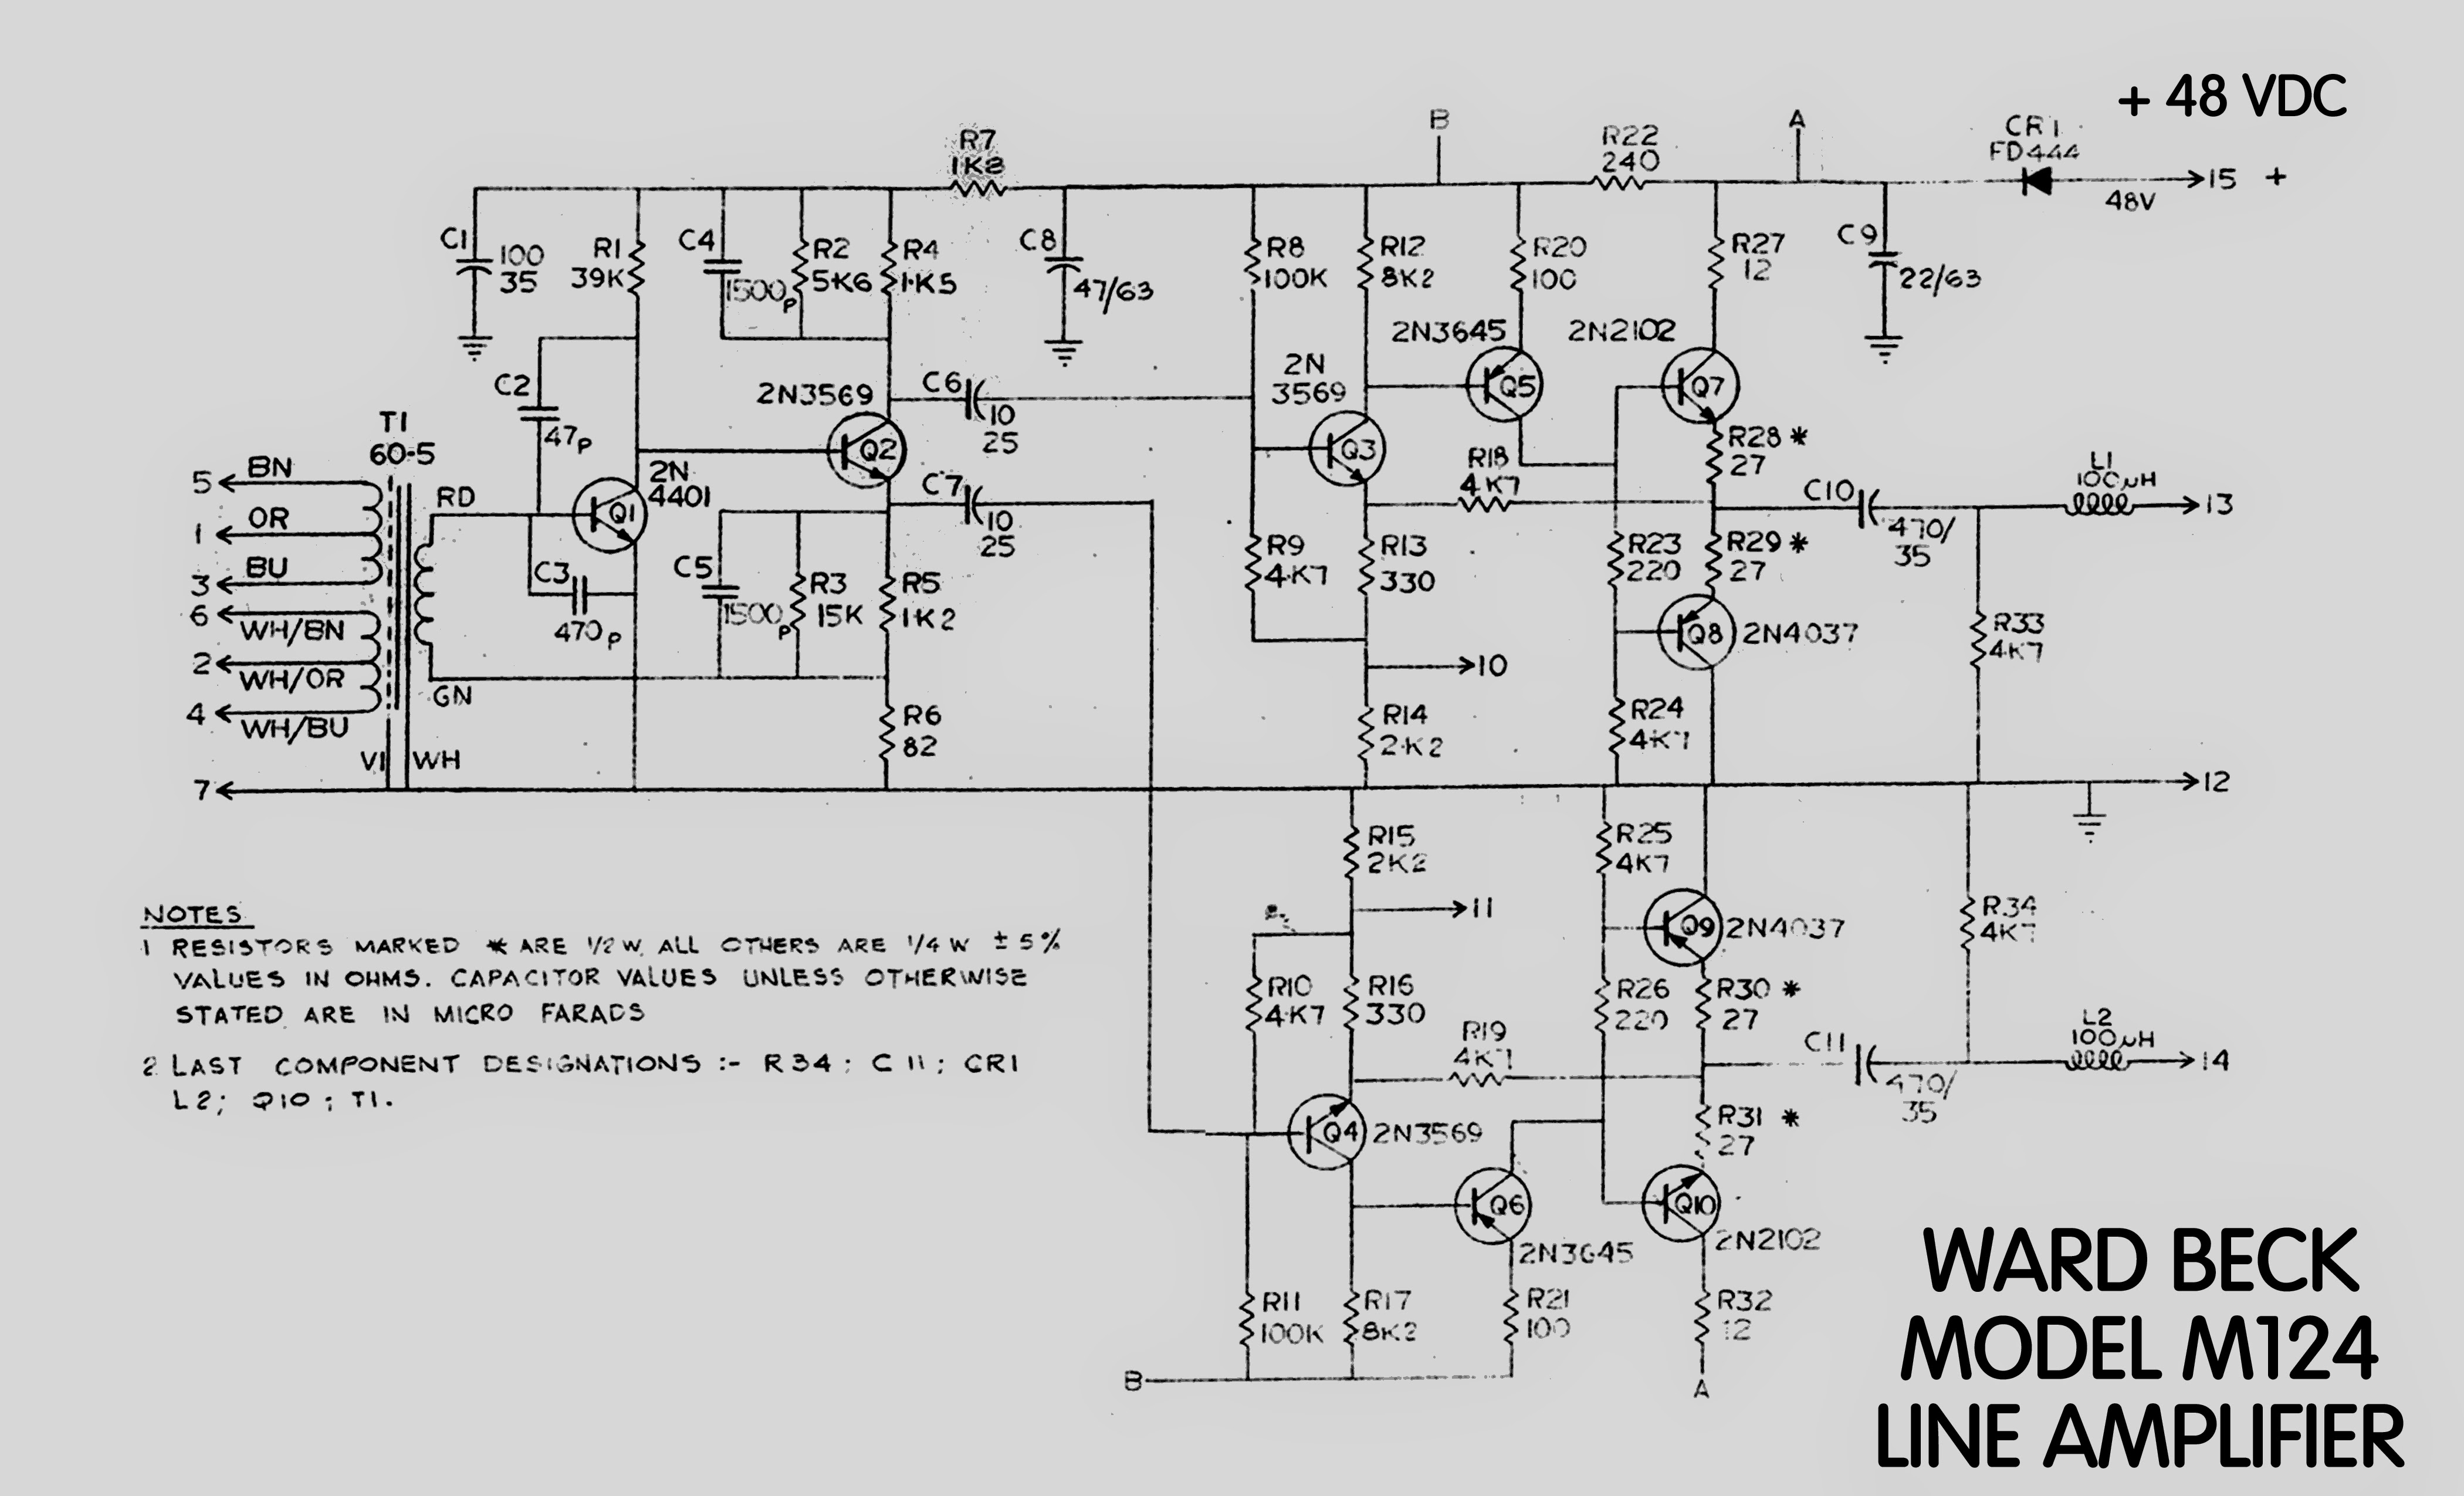 + 48 VDC
B
A
R7
1K8
R22
240
CR1
FD444
15 +
48V
C1
100
35
R1
39K
C4
1500p
R2
5K6
R4
1K5
C8
47/63
R8
100K
R12
8K2
R20
100
R27
12
C9
22/63
2N3645
2N2102
C2
47p
2N3569
C6
10
25
2N
3569
Q5
Q7
T1
60-5
Q2
Q3
R28 *
27
5
BN
RD
2N
4401
C7
10
25
R18
4K7
L1
100µH
C10
470/
35
13
1
OR
Q1
3
BU
C3
470p
C5
1500p
R3
15K
R5
1K2
R9
4K7
R13
330
R23
220
R29 *
27
6
WH/BN
Q8
2N4037
R33
4K7
2
WH/OR
10
GN
4
WH/BU
R6
82
R14
2K2
R24
4K7
VI
WH
7
12
R15
2K2
R25
4K7
11
Q9
2N4037
R34
4K7
NOTES
1 RESISTORS MARKED * ARE 1/2 W, ALL OTHERS ARE 1/4 W ± 5%
VALUES IN OHMS. CAPACITOR VALUES UNLESS OTHERWISE
STATED ARE IN MICRO FARADS
2 LAST COMPONENT DESIGNATIONS :- R34 ; C11 ; CR1
L2; Q10 ; T1.
R10
4K7
R16
330
R26
220
R30 *
27
R19
4K7
C11
470/
35
L2
100µH
14
Q4
2N3569
R31 *
27
Q6
2N3645
Q10
2N2102
R11
100K
R17
8K2
R21
100
R32
12
B
A
WARD BECK
MODEL M124
LINE AMPLIFIER